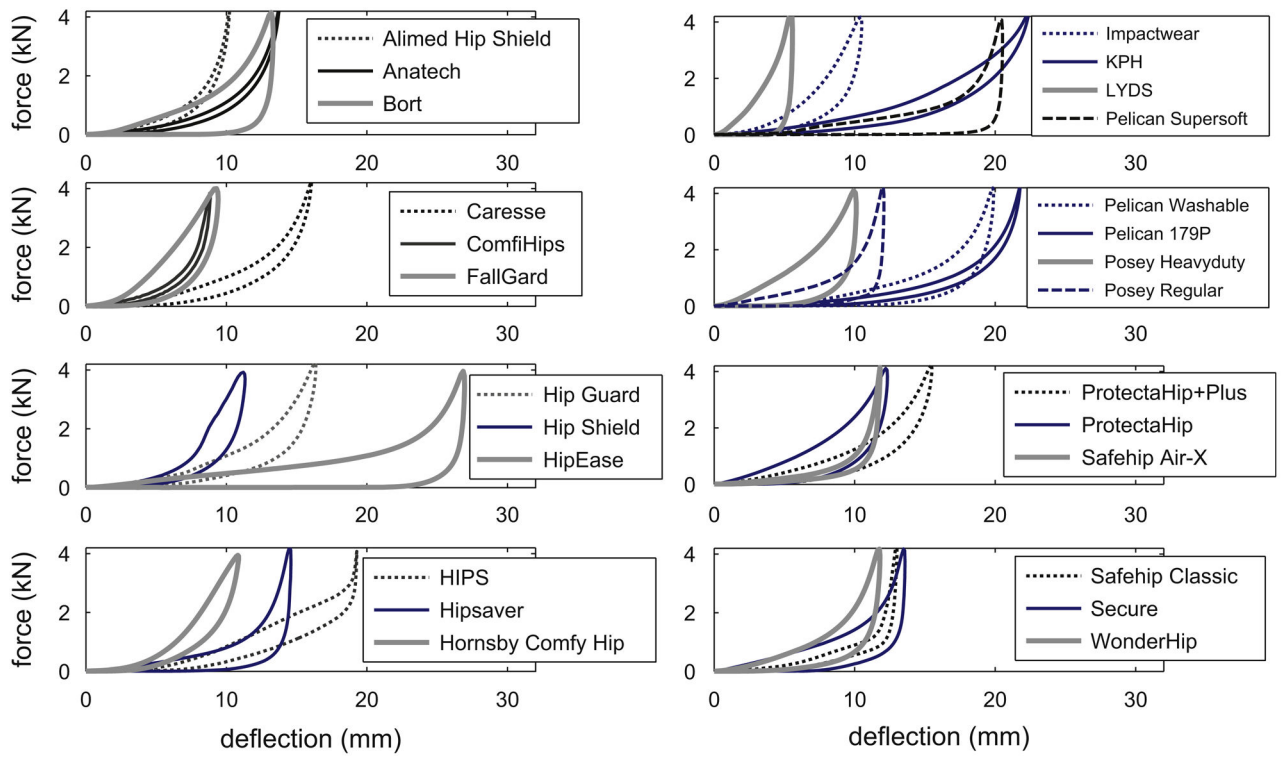 force (kN)
4
2
0
0 10 20 30
Alimed Hip Shield
Anatech
Bort
4
2
0
0 10 20 30
Impactwear
KPH
LYDS
Pelican Supersoft
force (kN)
4
2
0
0 10 20 30
Caresse
ComfiHips
FallGard
4
2
0
0 10 20 30
Pelican Washable
Pelican 179P
Posey Heavyduty
Posey Regular
force (kN)
4
2
0
0 10 20 30
Hip Guard
Hip Shield
HipEase
4
2
0
0 10 20 30
ProtectaHip+Plus
ProtectaHip
Safehip Air-X
force (kN)
4
2
0
0 10 20 30
deflection (mm)
HIPS
Hipsaver
Hornsby Comfy Hip
4
2
0
0 10 20 30
deflection (mm)
Safehip Classic
Secure
WonderHip